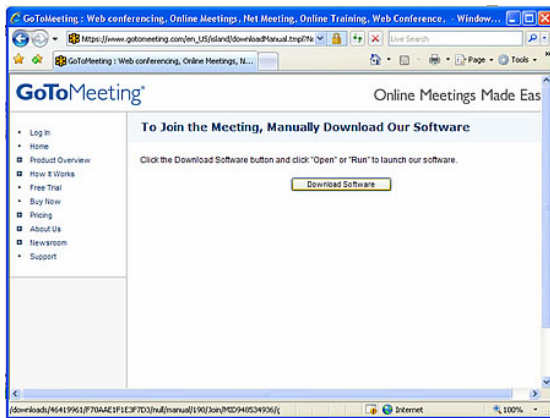 GoToMeeting : Web conferencing, Online Meetings, Net Meeting, Online Training, Web Conference, - Window...
https://www.gotomeeting.com/en_US/island/downloadManual.tmpl?
Live Search
GoToMeeting : Web conferencing, Online Meetings, N...
Page
Tools
GoToMeeting®
Online Meetings Made Eas
Log In
Home
Product Overview
How It Works
Free Trial
Buy Now
Pricing
About Us
Newsroom
Support
To Join the Meeting, Manually Download Our Software
Click the Download Software button and click "Open" or "Run" to launch our software.
Download Software
/downloads/46419961/F70AAE1F1E3F7D3/null/manual/190/Join/MID948534936/
Internet
100%